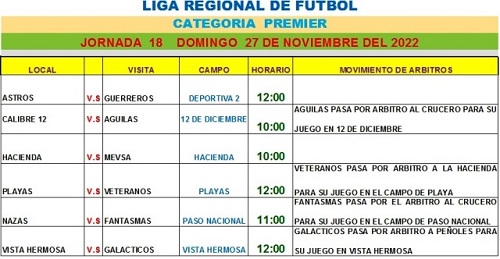 LIGA REGIONAL DE FUTBOL
CATEGORIA PREMIER
JORNADA 18 DOMINGO 27 DE NOVIEMBRE DEL 2022
LOCAL VISITA CAMPO HORARIO MOVIMIENTO DE ARBITROS
ASTROS V.S GUERREROS DEPORTIVA 2 12:00
CALIBRE 12 V.S AGUILAS 12 DE DICIEMBRE 10:00 AGUILAS PASA POR ARBITRO AL CRUCERO PARA SU
JUEGO EN 12 DE DICIEMBRE
HACIENDA V.S MEVSA HACIENDA 10:00
PLAYAS V.S VETERANOS PLAYAS 12:00 VETERANOS PASA POR ARBITRO A LA HACIENDA
PARA SU JUEGO EN EL CAMPO DE PLAYA
NAZAS V.S FANTASMAS PASO NACIONAL 11:00 FANTASMAS PASA POR EL ARBITRO AL CRUCERO
PARA SU JUEGO EN EL CAMPO DE PASO NACIONAL
VISTA HERMOSA V.S GALACTICOS VISTA HERMOSA 12:00 GALACTICOS PASA POR ARBITRO A PEÑOLES PARA
SU JUEGO EN VISTA HERMOSA